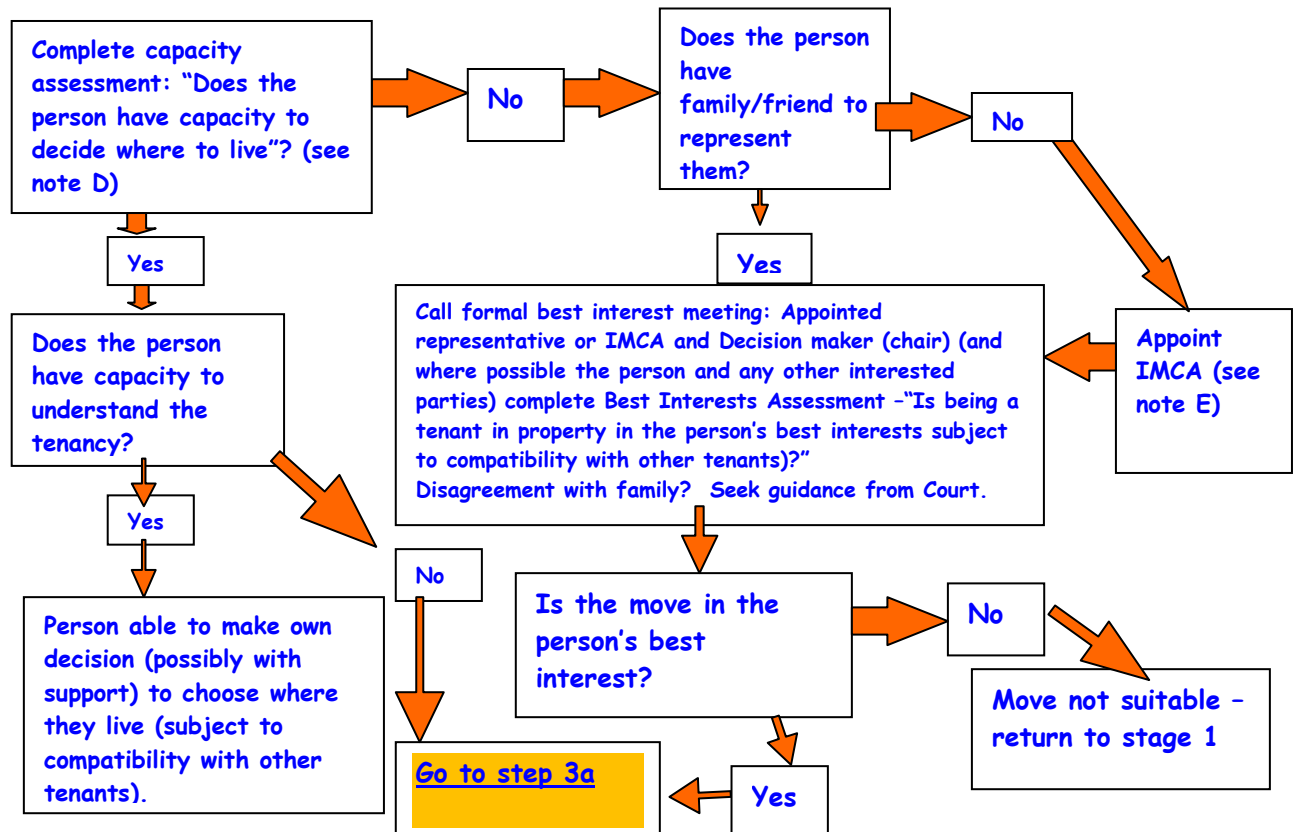 Complete capacity
assessment: “Does the
person have capacity to
decide where to live”? (see
note D)
No
Does the person
have
family/friend to
represent
them?
No
Yes
Yes
Does the person
have capacity to
understand the
tenancy?
Call formal best interest meeting: Appointed
representative or IMCA and Decision maker (chair) (and
where possible the person and any other interested
parties) complete Best Interests Assessment –“Is being a
tenant in property in the person’s best interests subject
to compatibility with other tenants)?”
Disagreement with family? Seek guidance from Court.
Appoint
IMCA (see
note E)
Yes
No
Person able to make own
decision (possibly with
support) to choose where
they live (subject to
compatibility with other
tenants).
Is the move in the
person’s best
interest?
No
Move not suitable –
return to stage 1
Go to step 3a
Yes